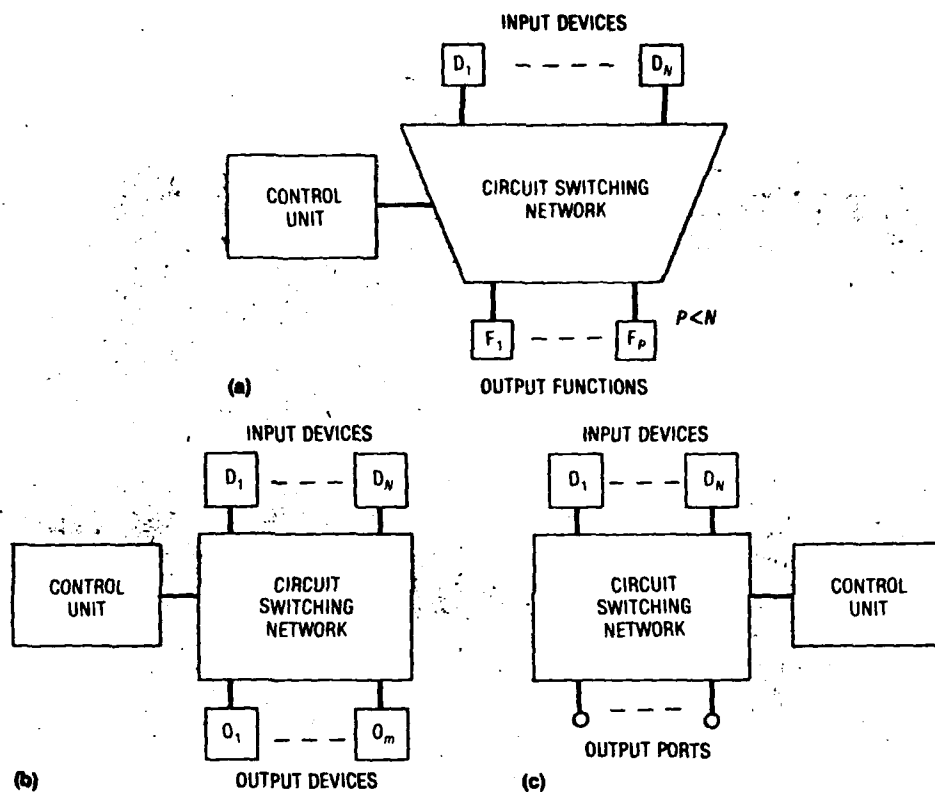 INPUT DEVICES
D1 DN
CONTROL UNIT
CIRCUIT SWITCHING NETWORK
P<N
F1 FP
(a)
OUTPUT FUNCTIONS
INPUT DEVICES
D1 DN
CONTROL UNIT
CIRCUIT SWITCHING NETWORK
O1 Om
(b)
OUTPUT DEVICES
INPUT DEVICES
D1 DN
CIRCUIT SWITCHING NETWORK
CONTROL UNIT
OUTPUT PORTS
(c)